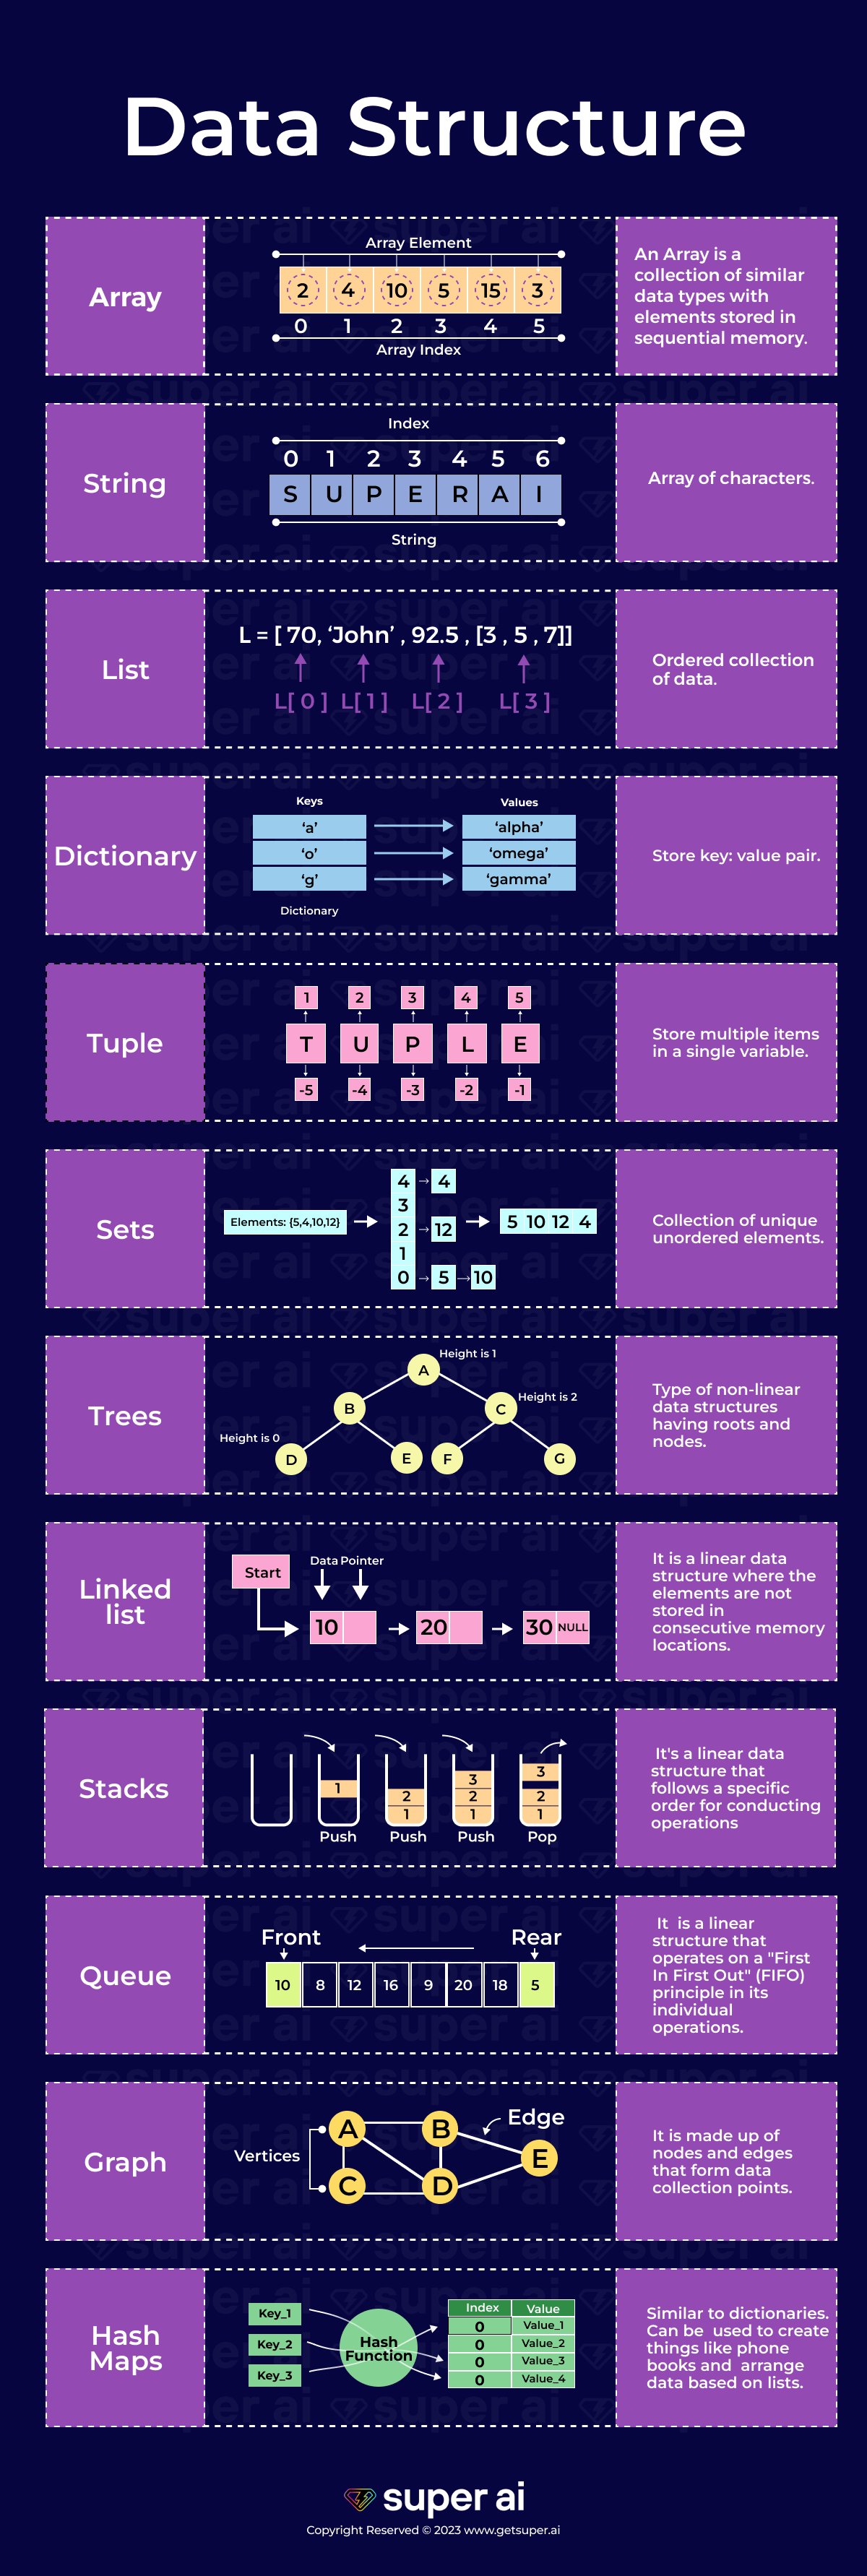 Data Structure
Array
Array Element
2 4 10 5 15 3
0 1 2 3 4 5
Array Index
An Array is a
collection of similar
data types with
elements stored in
sequential memory.
String
Index
0 1 2 3 4 5 6
S U P E R A I
String
Array of characters.
List
L = [ 70, ‘John’ , 92.5 , [3 , 5 , 7]]
L[ 0 ] L[ 1 ] L[ 2 ] L[ 3 ]
Ordered collection
of data.
Dictionary
Keys Values
‘a’ ‘alpha’
‘o’ ‘omega’
‘g’ ‘gamma’
Dictionary
Store key: value pair.
Tuple
1 2 3 4 5
T U P L E
-5 -4 -3 -2 -1
Store multiple items
in a single variable.
Sets
Elements: {5,4,10,12}
4 4
3
2 12
1
0 5 10
5 10 12 4
Collection of unique
unordered elements.
Trees
Height is 1
A
B C Height is 2
Height is 0
D E F G
Type of non-linear
data structures
having roots and
nodes.
Linked
list
Start
Data Pointer
10 20 30 NULL
It is a linear data
structure where the
elements are not
stored in
consecutive memory
locations.
Stacks
1
2
1
3
2
1
3
2
1
Push Push Push Pop
It's a linear data
structure that
follows a specific
order for conducting
operations
Queue
Front Rear
10 8 12 16 9 20 18 5
It is a linear
structure that
operates on a "First
In First Out" (FIFO)
principle in its
individual
operations.
Graph
Vertices
A B
Edge
E
C D
It is made up of
nodes and edges
that form data
collection points.
Hash
Maps
Key_1
Key_2
Key_3
Hash
Function
Index Value
0 Value_1
0 Value_2
0 Value_3
0 Value_4
Similar to dictionaries.
Can be used to create
things like phone
books and arrange
data based on lists.
super ai
Copyright Reserved © 2023 www.getsuper.ai